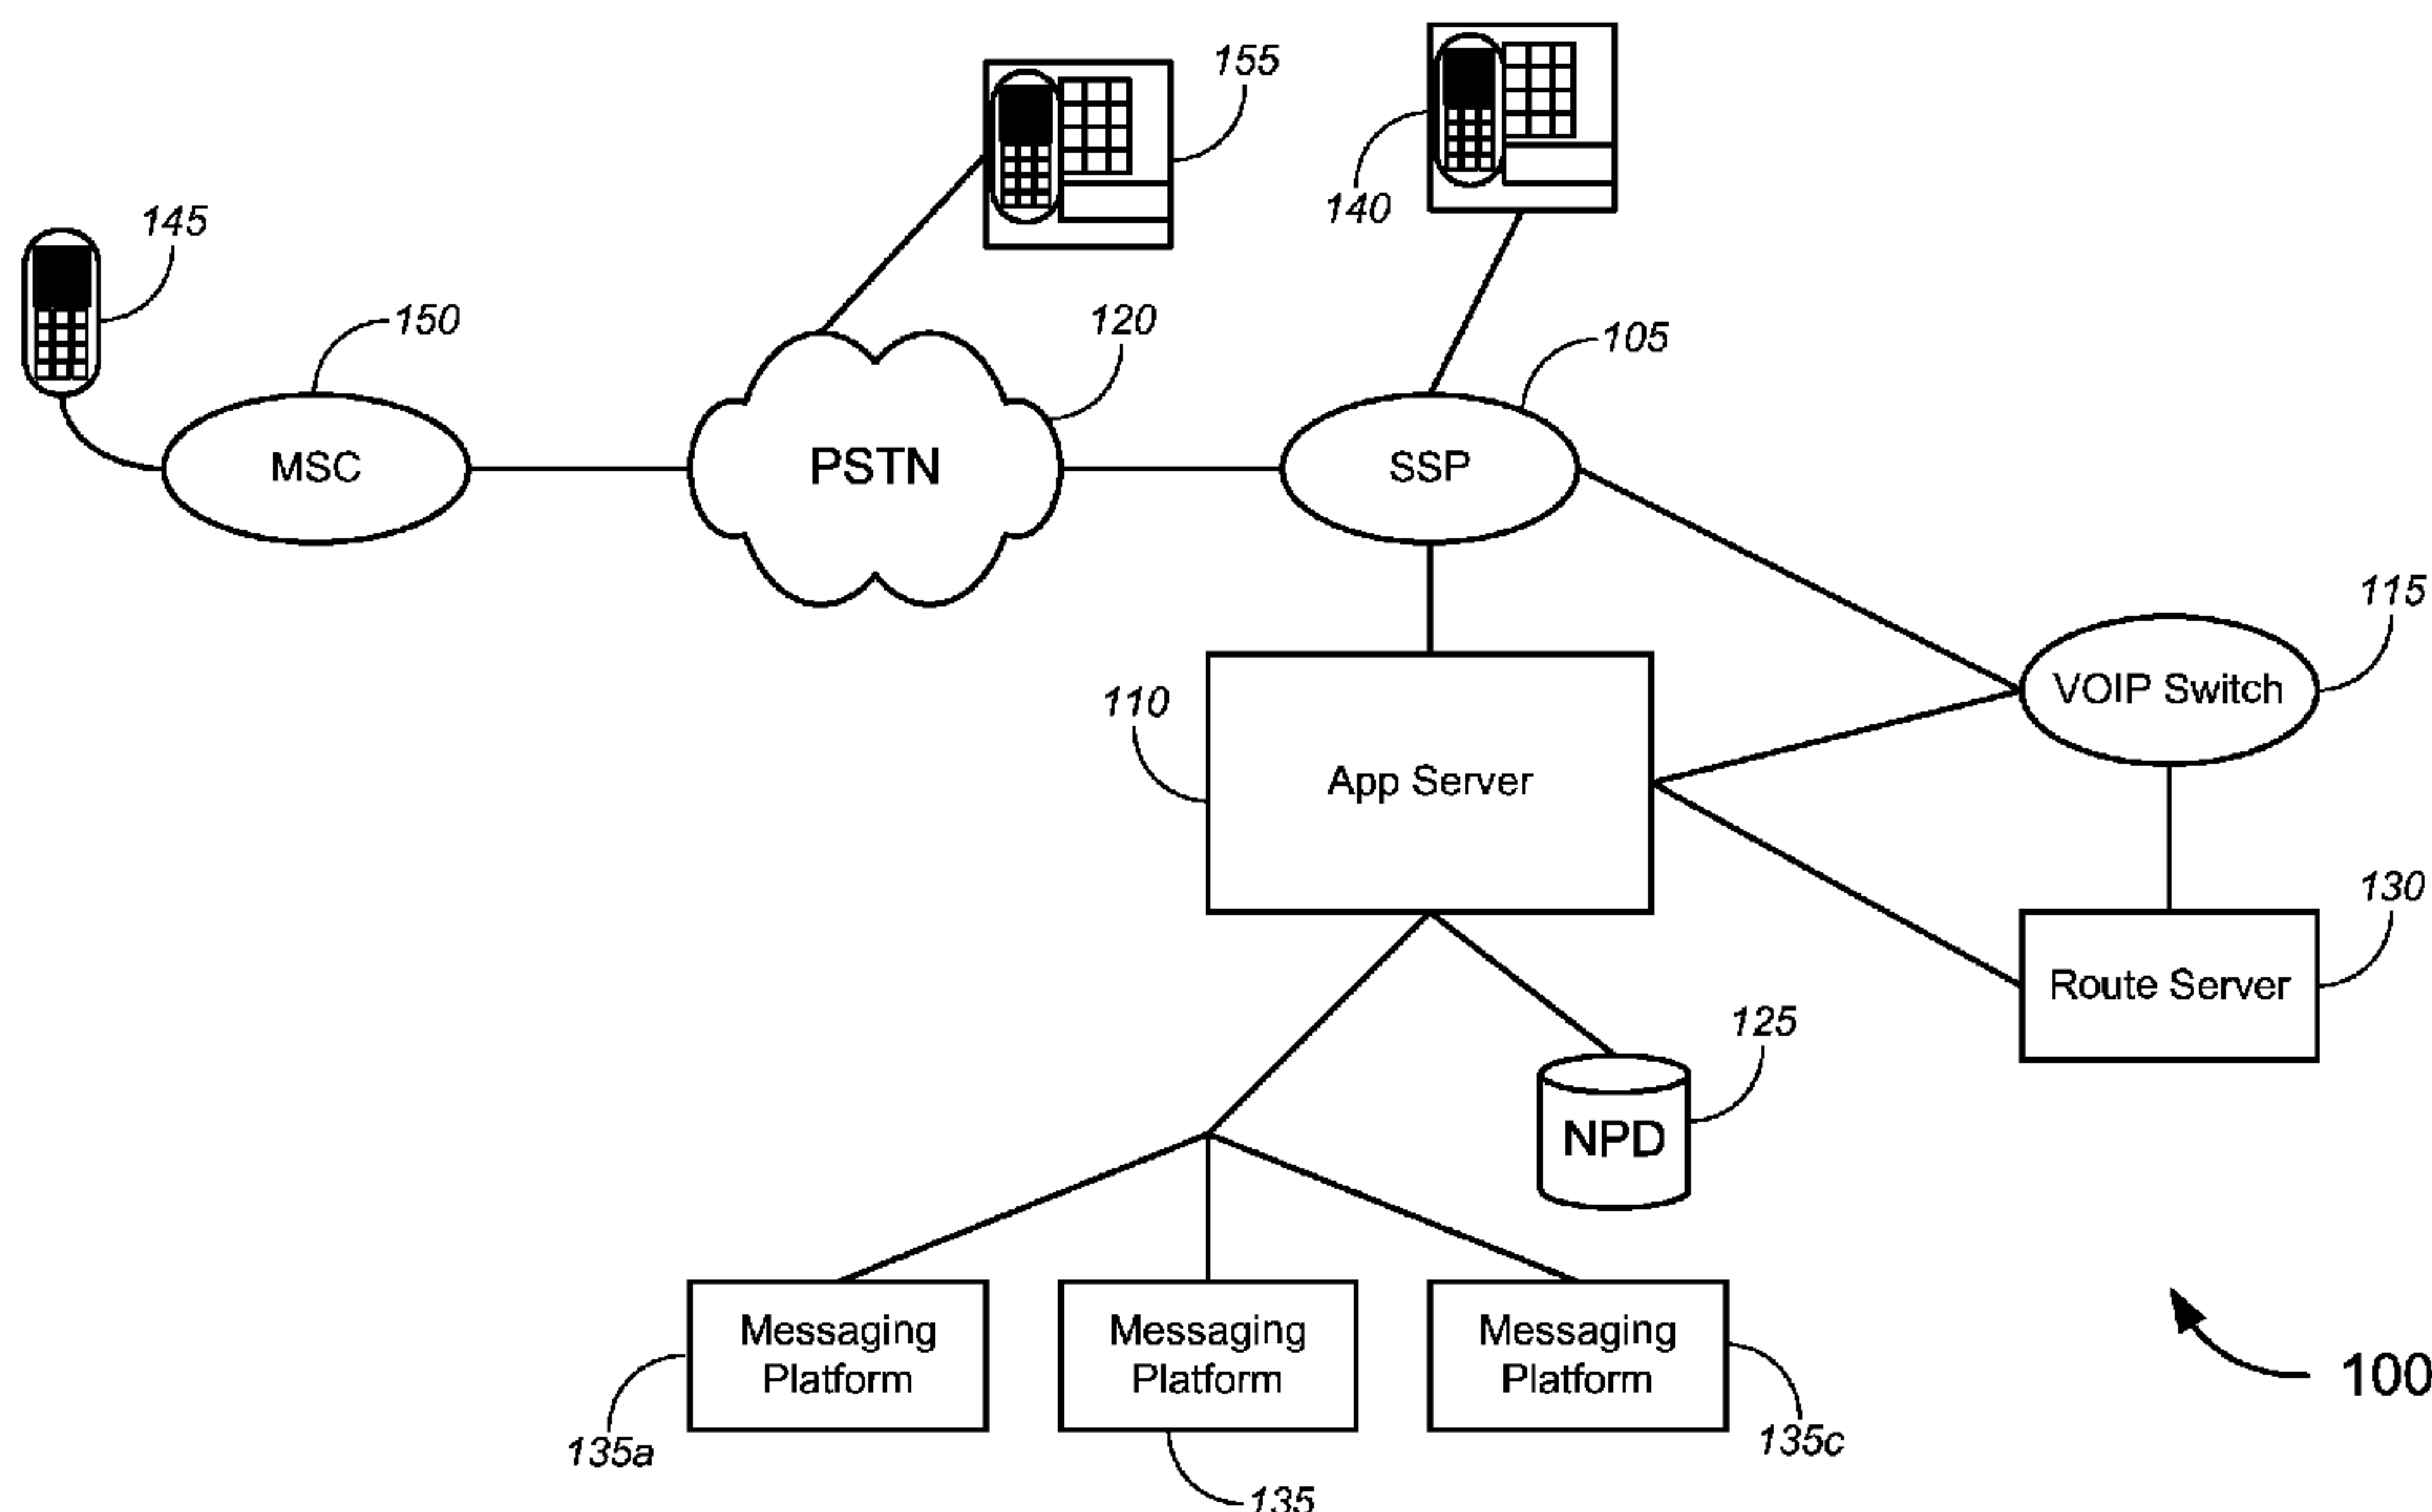 155
140
145
150
120
105
MSC
PSTN
SSP
115
VOIP Switch
110
App Server
130
Route Server
125
NPD
Messaging
Platform
Messaging
Platform
Messaging
Platform
100
135a
135c
135